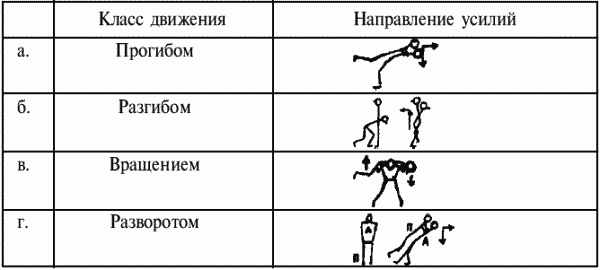 Класс движения Направление усилий
а. Прогибом
б. Разгибом
в. Вращением
г. Разворотом
А П
В А